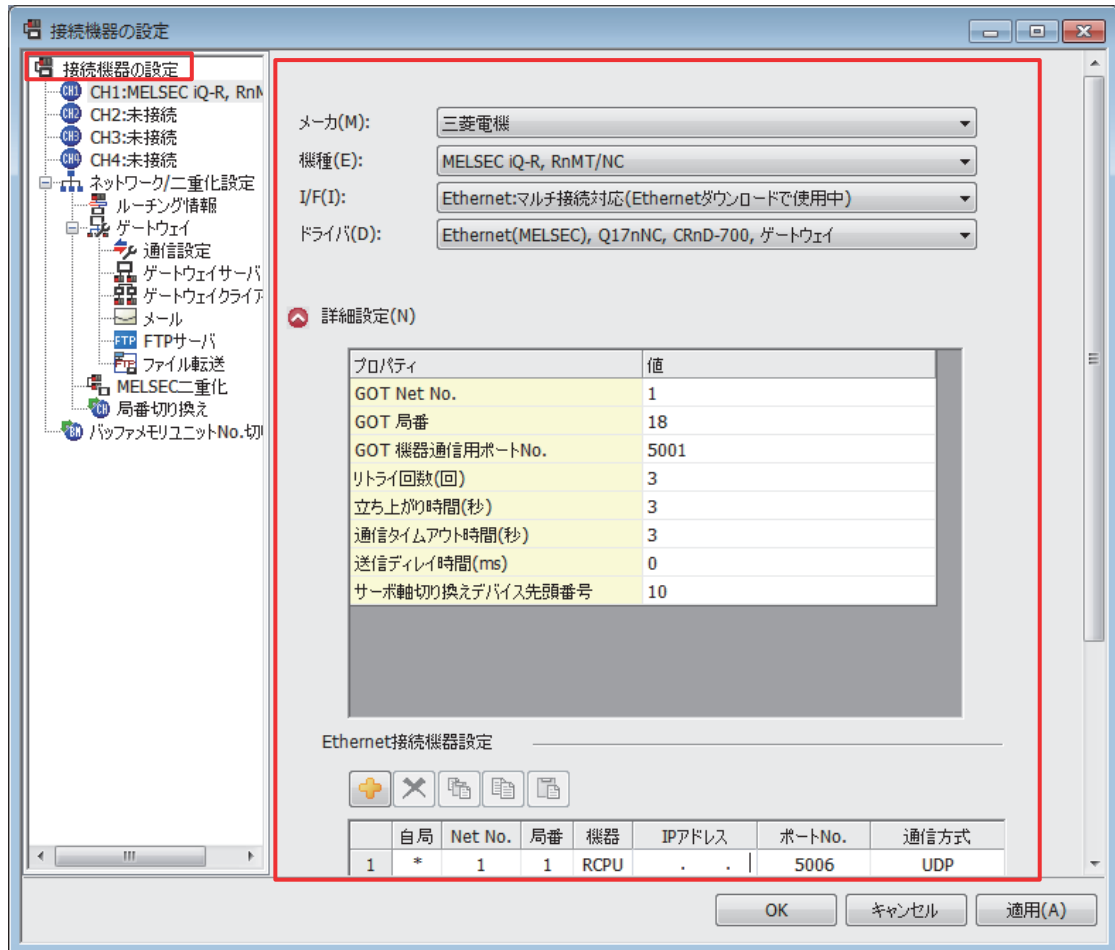 接続機器の設定
接続機器の設定
CH1:MELSEC iQ-R, Rn
CH2:未接続
CH3:未接続
CH4:未接続
ネットワーク/二重化設定
ルーチング情報
ゲートウェイ
通信設定
ゲートウェイサーバ
ゲートウェイクライア
メール
FTPサーバ
ファイル転送
MELSEC二重化
局番切り換え
バッファメモリユニットNo.切
メーカ(M):
三菱電機
機種(E):
MELSEC iQ-R, RnMT/NC
I/F(I):
Ethernet:マルチ接続対応(Ethernetダウンロードで使用中)
ドライバ(D):
Ethernet(MELSEC), Q17nNC, CRnD-700, ゲートウェイ
詳細設定(N)
プロパティ 値
GOT Net No. 1
GOT 局番 18
GOT 機器通信用ポートNo. 5001
リトライ回数(回) 3
立ち上がり時間(秒) 3
通信タイムアウト時間(秒) 3
送信ディレイ時間(ms) 0
サーボ軸切り換えデバイス先頭番号 10
Ethernet接続機器設定
自局 Net No. 局番 機器 IPアドレス ポートNo. 通信方式
1 * 1 1 RCPU . . 5006 UDP
OK キャンセル 適用(A)